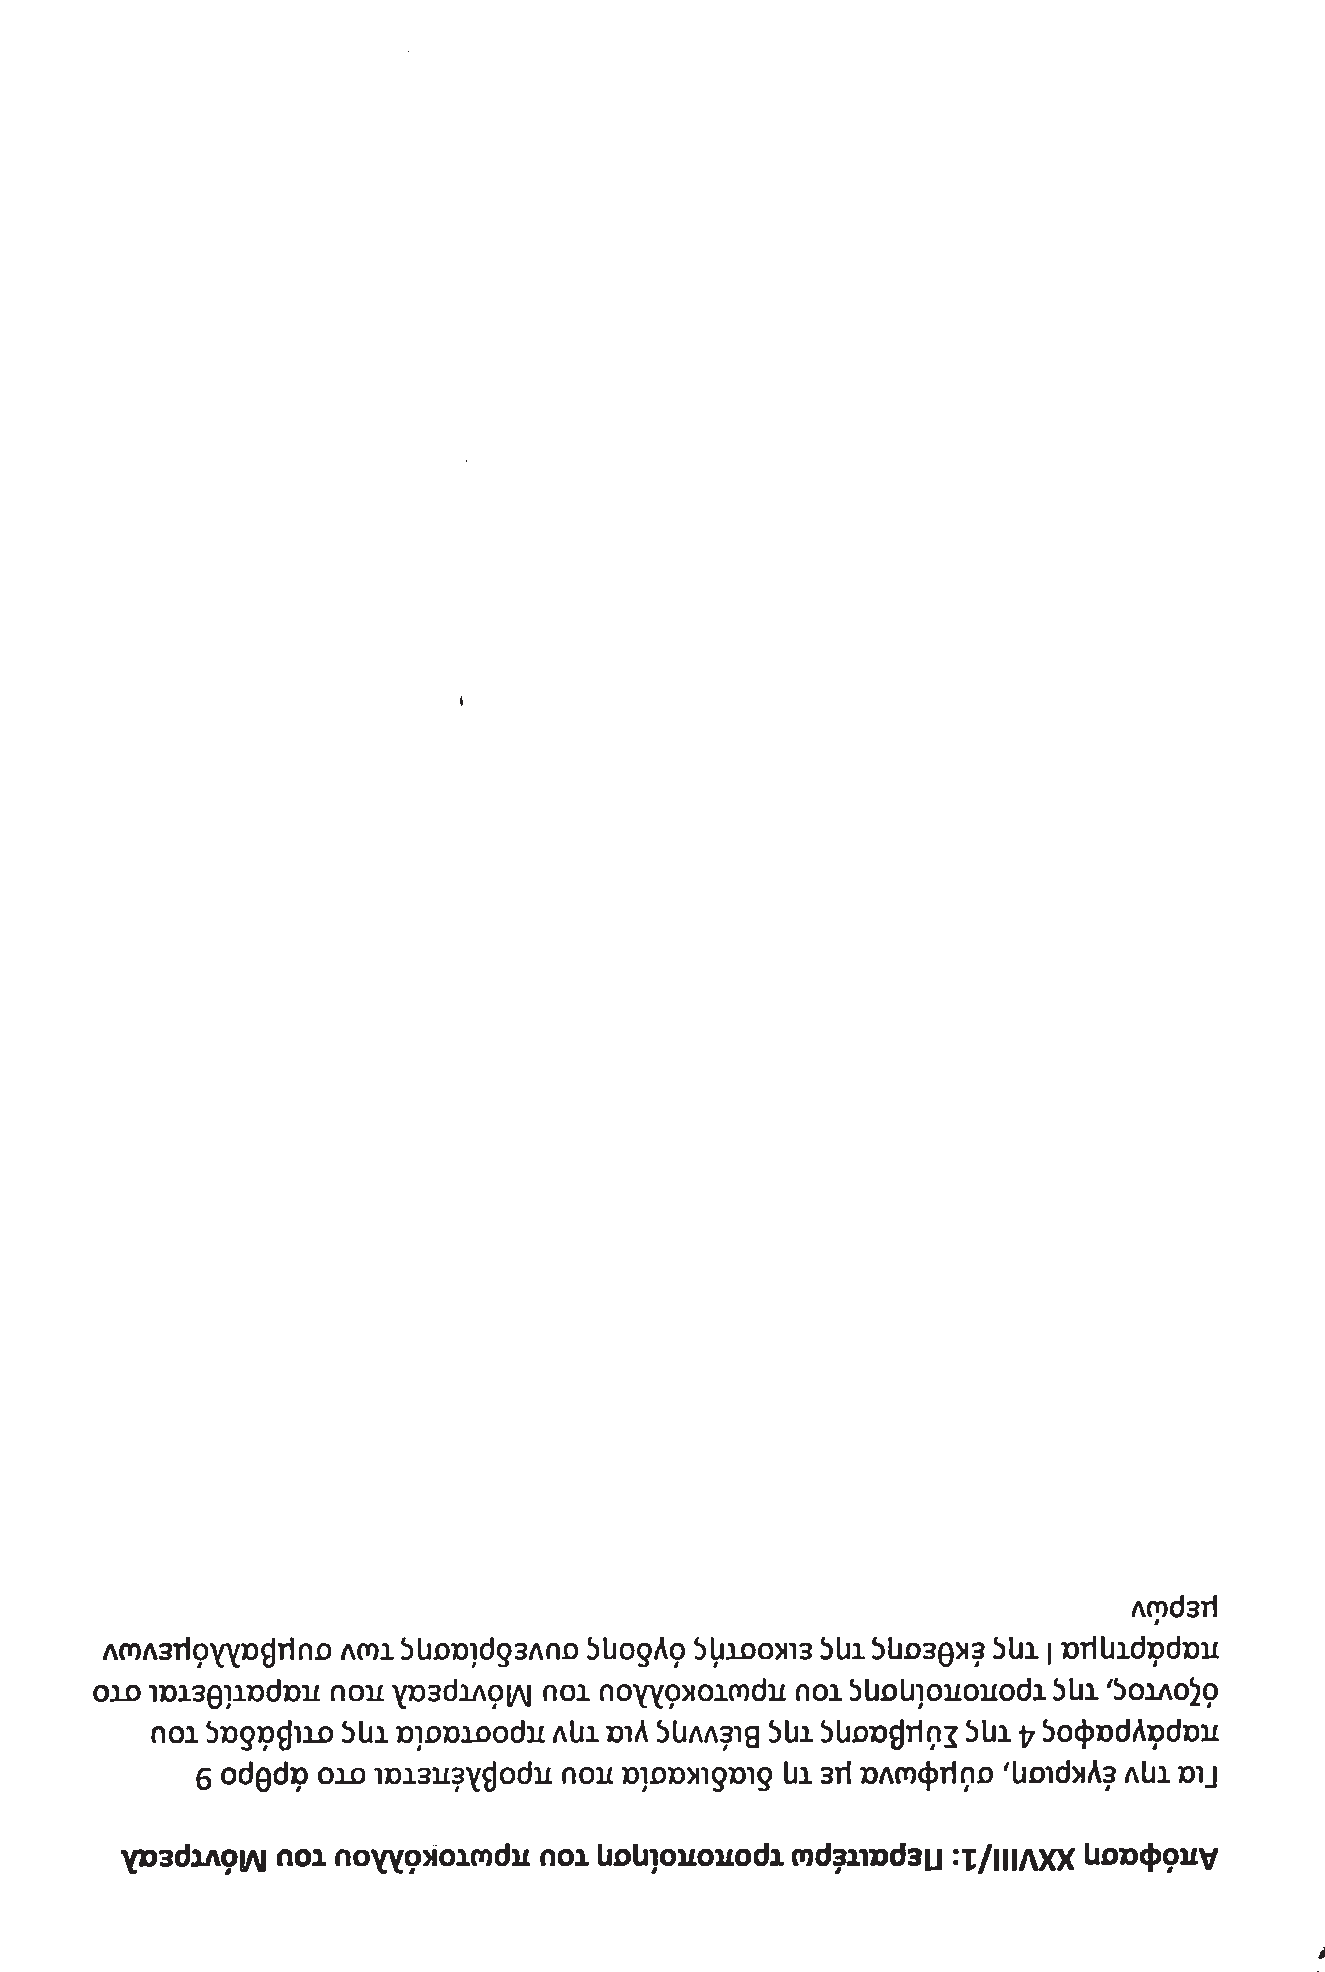 Απόφαση XXVIII/1: Περαιτέρω τροποποίηση του πρωτοκόλλου του Μόντρεαλ
Για την έγκριση, σύμφωνα με τη διαδικασία που προβλέπεται στο άρθρο 9
παράγραφος 4 της Σύμβασης της Βιέννης για την προστασία της στιβάδας του
όζοντος, της τροποποίησης του πρωτοκόλλου του Μόντρεαλ που παρατίθεται στο
παράρτημα I της έκθεσης της εικοστής όγδοης συνεδρίασης των συμβαλλόμενων
μερών